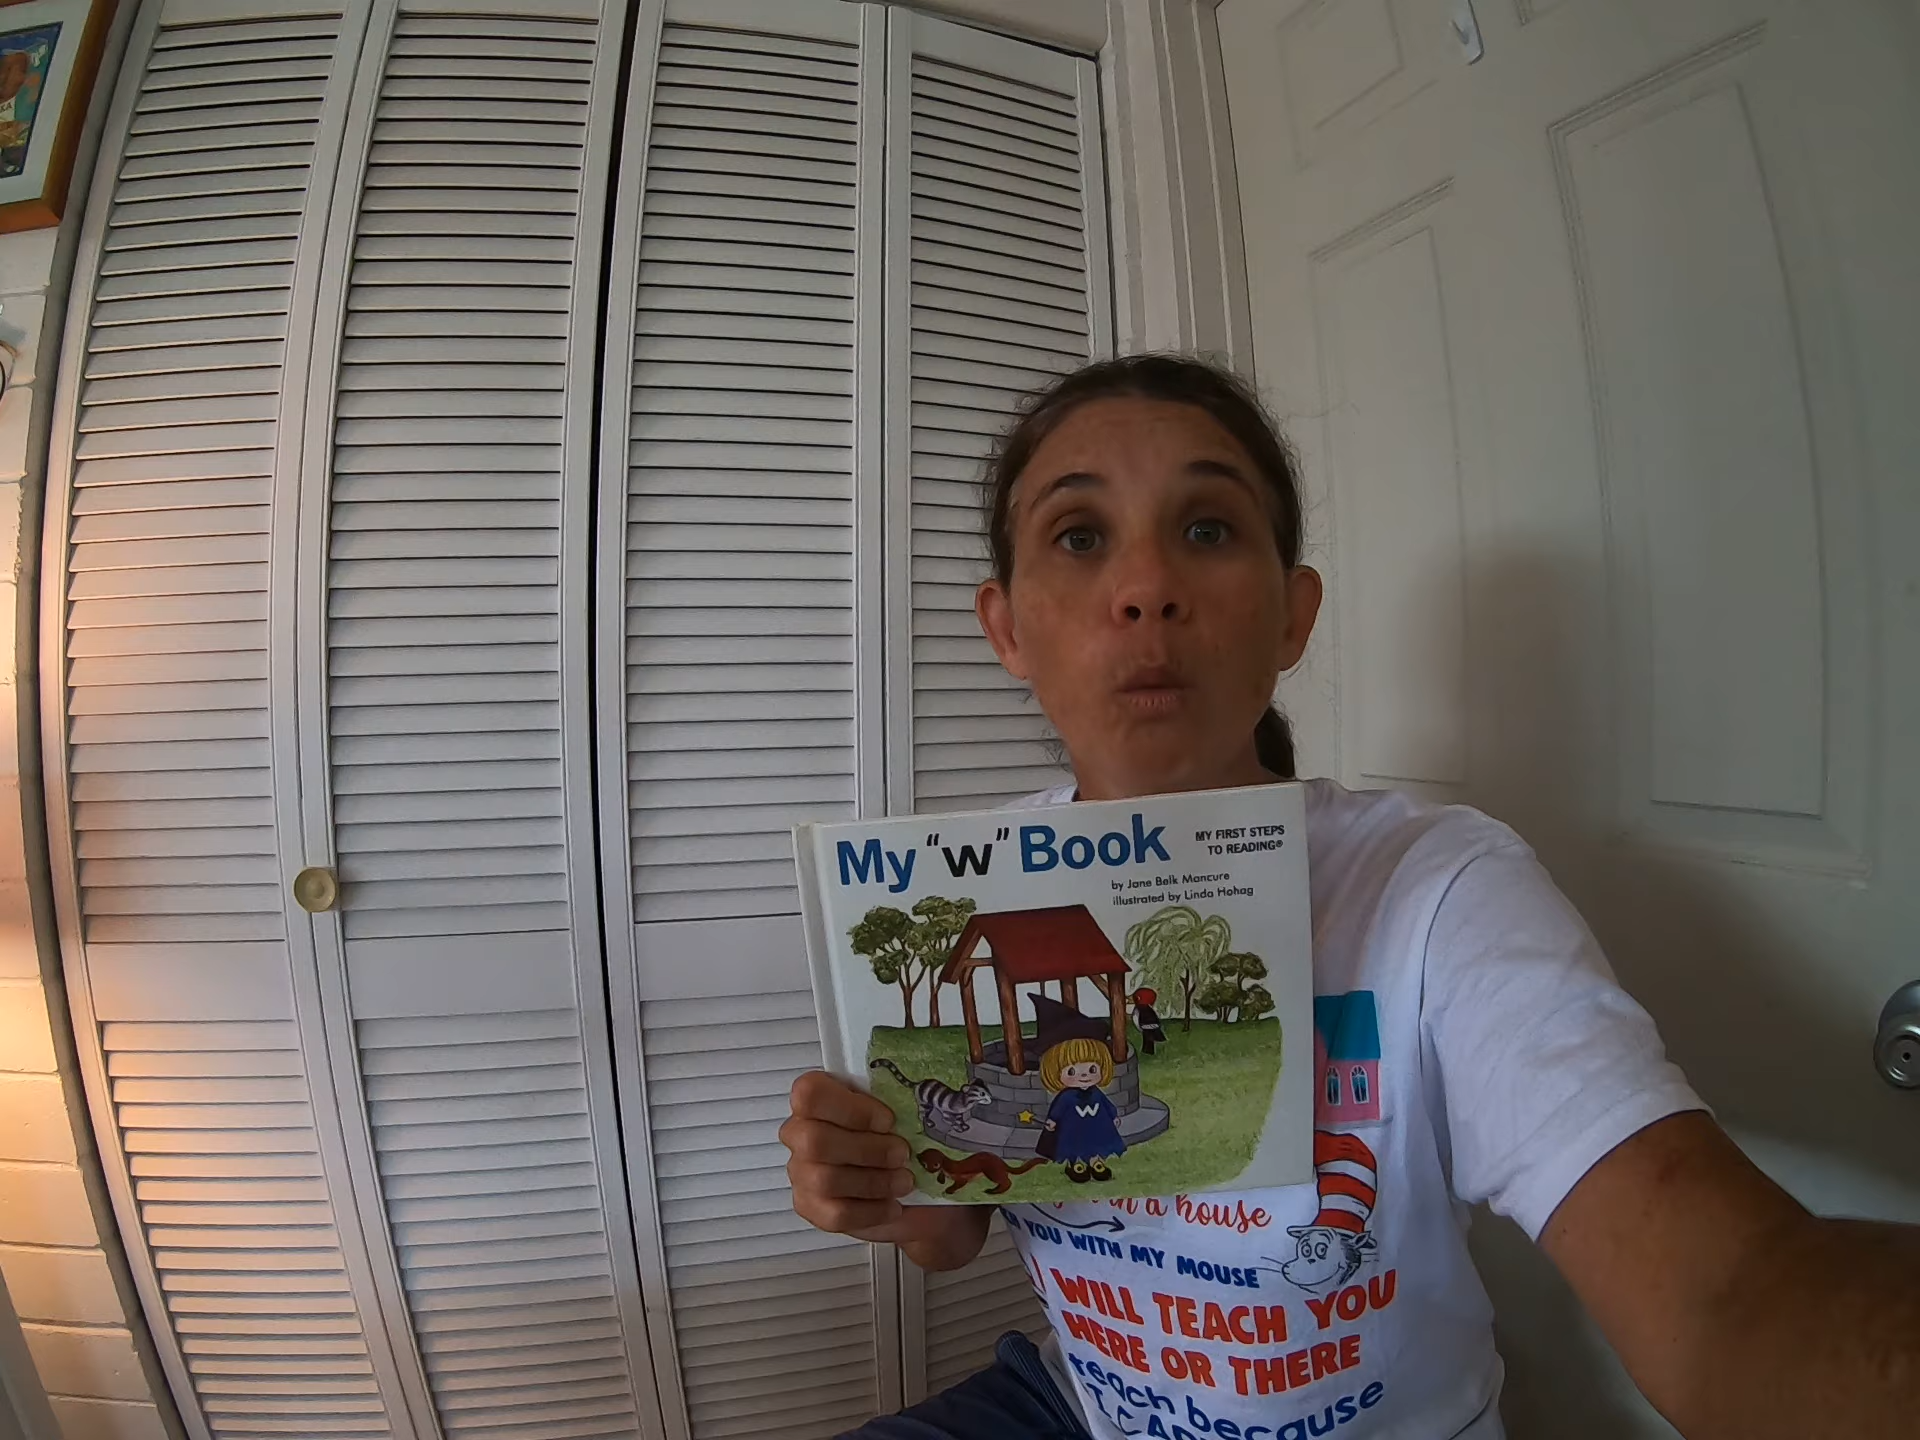 My "w" Book
MY FIRST STEPS
TO READING®
by Jane Belk Moncure
illustrated by Linda Hohag
W
in a house
YOU WITH MY MOUSE
I WILL TEACH YOU
HERE OR THERE
teach because